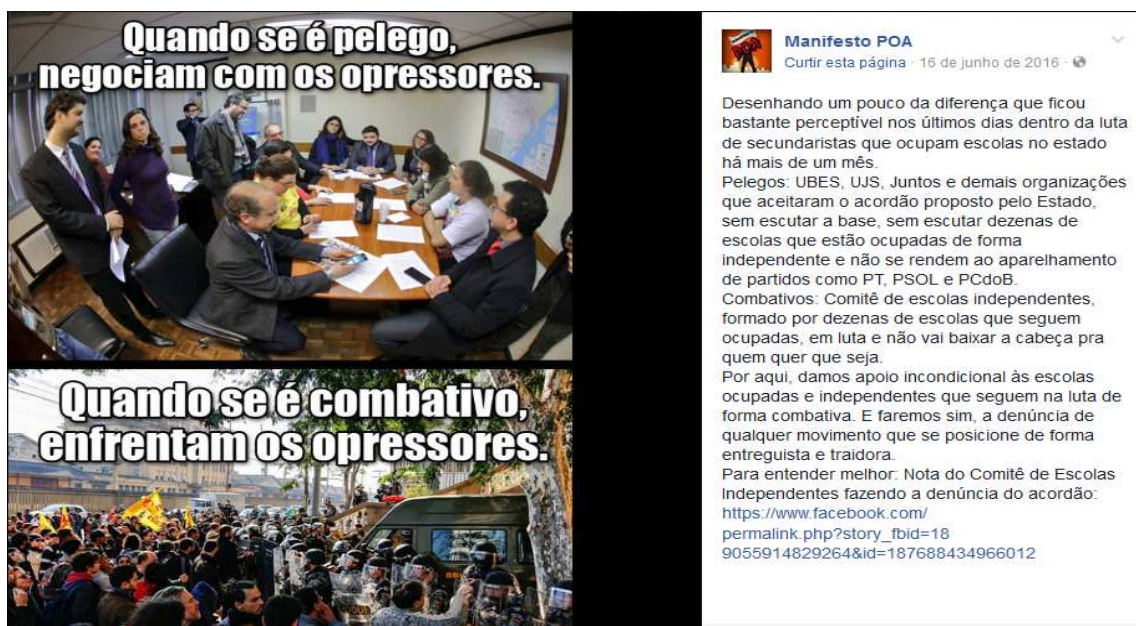 Quando se é pelego,
negociam com os opressores.
Quando se é combativo,
enfrentam os opressores.
CHOQUE
Manifesto POA
Curtir esta página · 16 de junho de 2016 ·
Desenhando um pouco da diferença que ficou
bastante perceptível nos últimos dias dentro da luta
de secundaristas que ocupam escolas no estado
há mais de um mês.
Pelegos: UBES, UJS, Juntos e demais organizações
que aceitaram o acordão proposto pelo Estado,
sem escutar a base, sem escutar dezenas de
escolas que estão ocupadas de forma
independente e não se rendem ao aparelhamento
de partidos como PT, PSOL e PCdoB.
Combativos: Comitê de escolas independentes,
formado por dezenas de escolas que seguem
ocupadas, em luta e não vai baixar a cabeça pra
quem quer que seja.
Por aqui, damos apoio incondicional às escolas
ocupadas e independentes que seguem na luta de
forma combativa. E faremos sim, a denúncia de
qualquer movimento que se posicione de forma
entreguista e traidora.
Para entender melhor: Nota do Comitê de Escolas
Independentes fazendo a denúncia do acordão:
https://www.facebook.com/
permalink.php?story_fbid=18
9055914829264&id=187688434966012